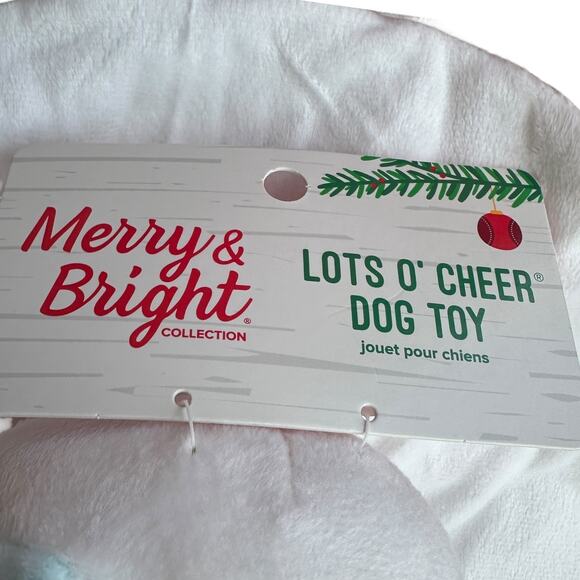 Merry &
Bright®
COLLECTION
LOTS O' CHEER®
DOG TOY
jouet pour chiens